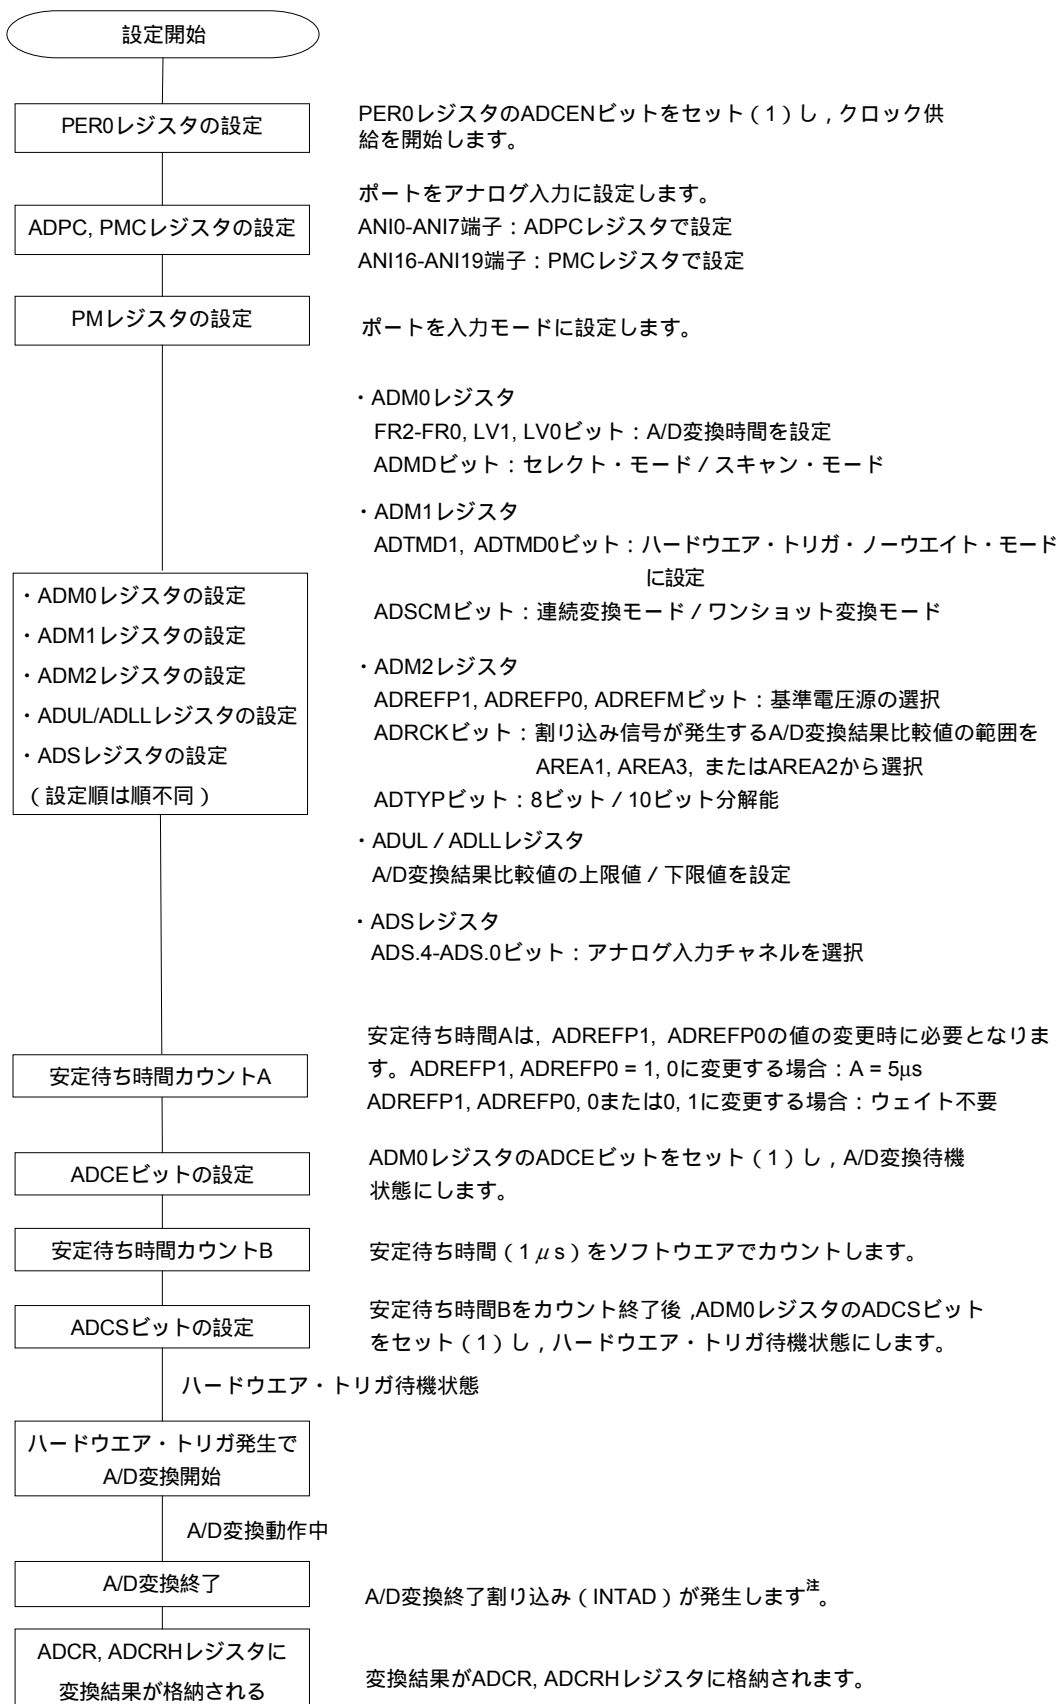 設定開始
PER0レジスタの設定
PER0レジスタのADCENビットをセット（1）し，クロック供
給を開始します。
ADPC, PMCレジスタの設定
ポートをアナログ入力に設定します。
ANI0-ANI7端子：ADPCレジスタで設定
ANI16-ANI19端子：PMCレジスタで設定
PMレジスタの設定
ポートを入力モードに設定します。
・ADM0レジスタの設定
・ADM1レジスタの設定
・ADM2レジスタの設定
・ADUL/ADLLレジスタの設定
・ADSレジスタの設定
（設定順は順不同）
・ADM0レジスタ
FR2-FR0, LV1, LV0ビット：A/D変換時間を設定
ADMDビット：セレクト・モード／スキャン・モード
・ADM1レジスタ
ADTMD1, ADTMD0ビット：ハードウエア・トリガ・ノーウエイト・モード
に設定
ADSCMビット：連続変換モード／ワンショット変換モード
・ADM2レジスタ
ADREFP1, ADREFP0, ADREFMビット：基準電圧源の選択
ADRCKビット：割り込み信号が発生するA/D変換結果比較値の範囲を
AREA1, AREA3, またはAREA2から選択
ADTYPビット：8ビット／10ビット分解能
・ADUL／ADLLレジスタ
A/D変換結果比較値の上限値／下限値を設定
・ADSレジスタ
ADS.4-ADS.0ビット：アナログ入力チャネルを選択
安定待ち時間カウントA
安定待ち時間Aは, ADREFP1, ADREFP0の値の変更時に必要となりま
す。ADREFP1, ADREFP0 = 1, 0に変更する場合：A = 5μs
ADREFP1, ADREFP0, 0または0, 1に変更する場合：ウェイト不要
ADCEビットの設定
ADM0レジスタのADCEビットをセット（1）し，A/D変換待機
状態にします。
安定待ち時間カウントB
安定待ち時間（1μs）をソフトウエアでカウントします。
ADCSビットの設定
安定待ち時間Bをカウント終了後，ADM0レジスタのADCSビット
をセット（1）し，ハードウエア・トリガ待機状態にします。
ハードウエア・トリガ待機状態
ハードウエア・トリガ発生で
A/D変換開始
A/D変換動作中
A/D変換終了
A/D変換終了割り込み（INTAD）が発生します注。
ADCR, ADCRHレジスタに
変換結果が格納される
変換結果がADCR, ADCRHレジスタに格納されます。